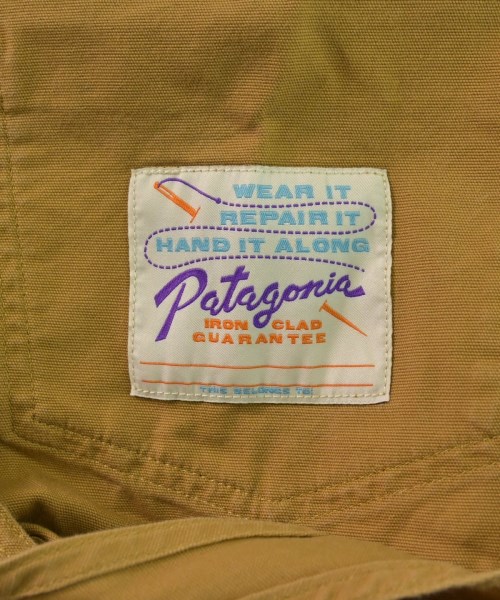 WEAR IT
REPAIR IT
HAND IT ALONG
Patagonia
IRON CLAD
GUARANTEE
THIS BELONGS TO: